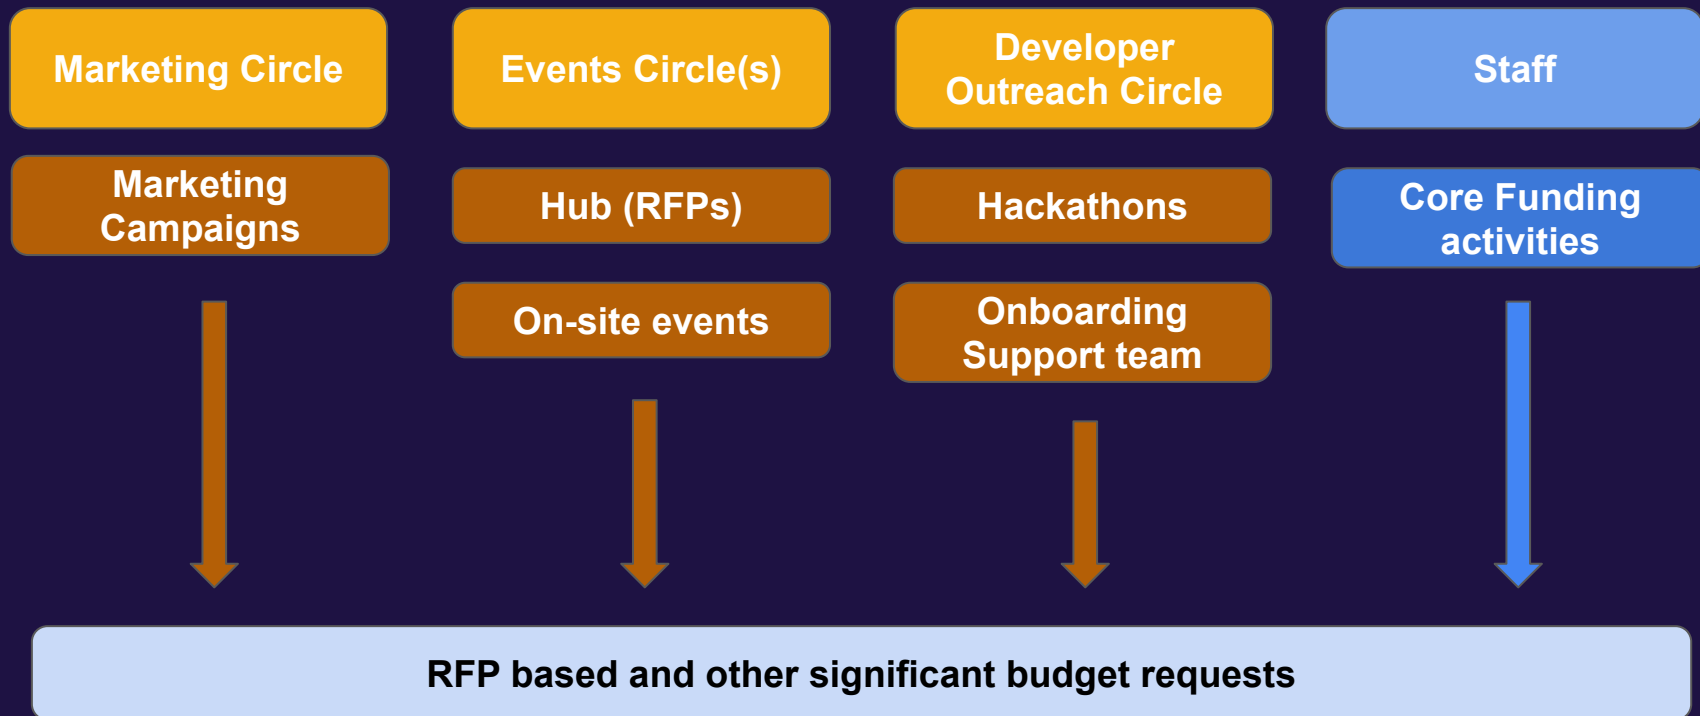 Marketing Circle
Events Circle(s)
Developer
Outreach Circle
Staff
Marketing
Campaigns
Hub (RFPs)
Hackathons
Core Funding
activities
On-site events
Onboarding
Support team
RFP based and other significant budget requests